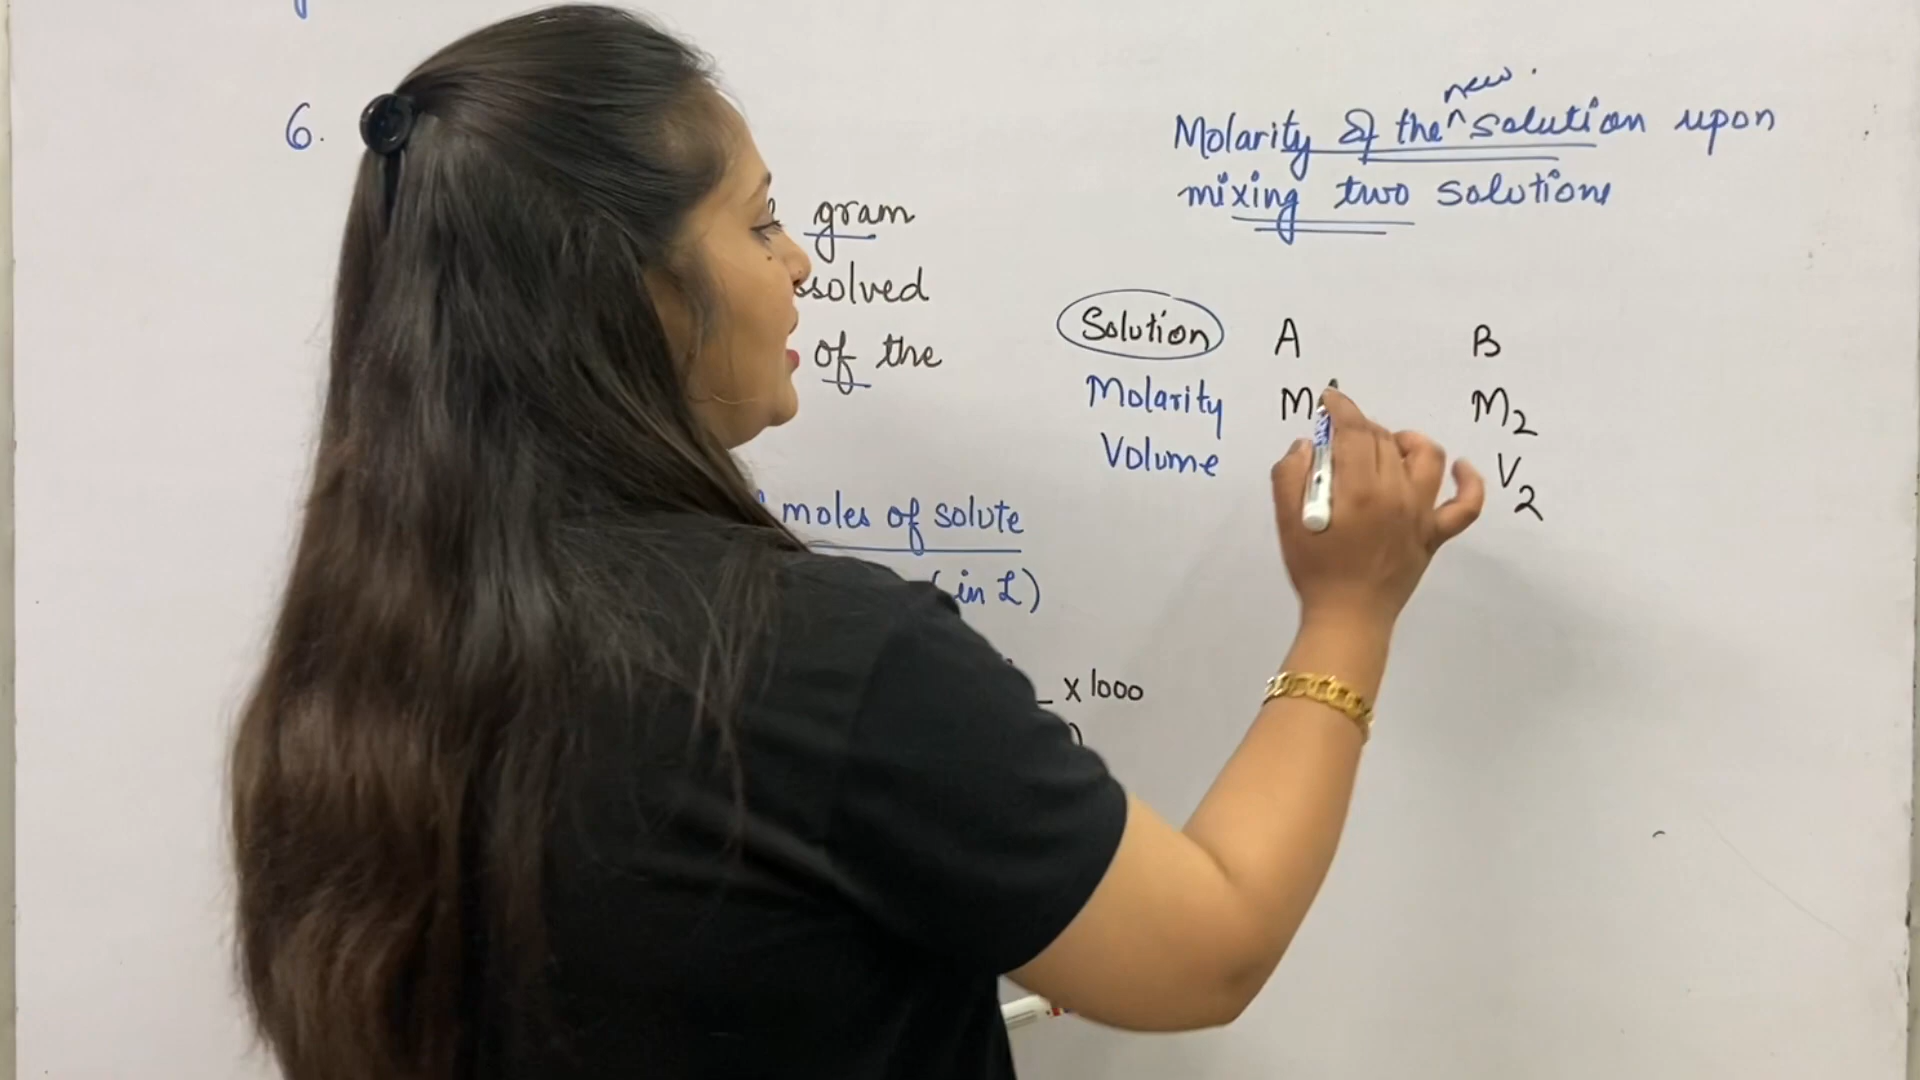 6.
gram
ssolved
of the
moles of solute
(in L)
x 1000
Molarity of the new solution upon
mixing two solutions
Solution A B
Molarity M M2
Volume V2